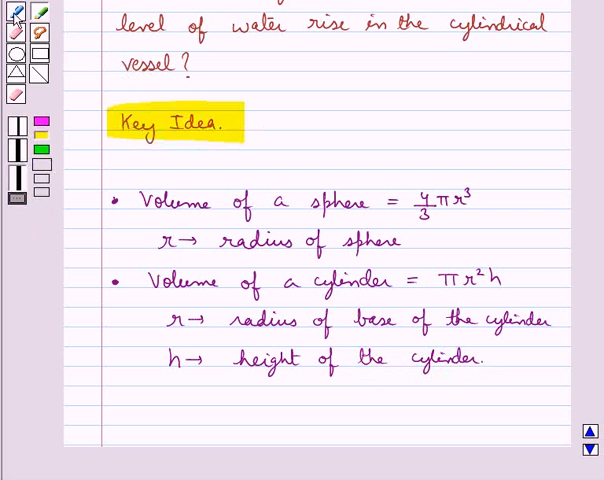 level of water rise in the cylindrical
vessel?
Key Idea.
• Volume of a sphere = 4/3 πr³
r→ radius of sphere
• Volume of a cylinder = πr²h
r→ radius of base of the cylinder
h→ height of the cylinder.